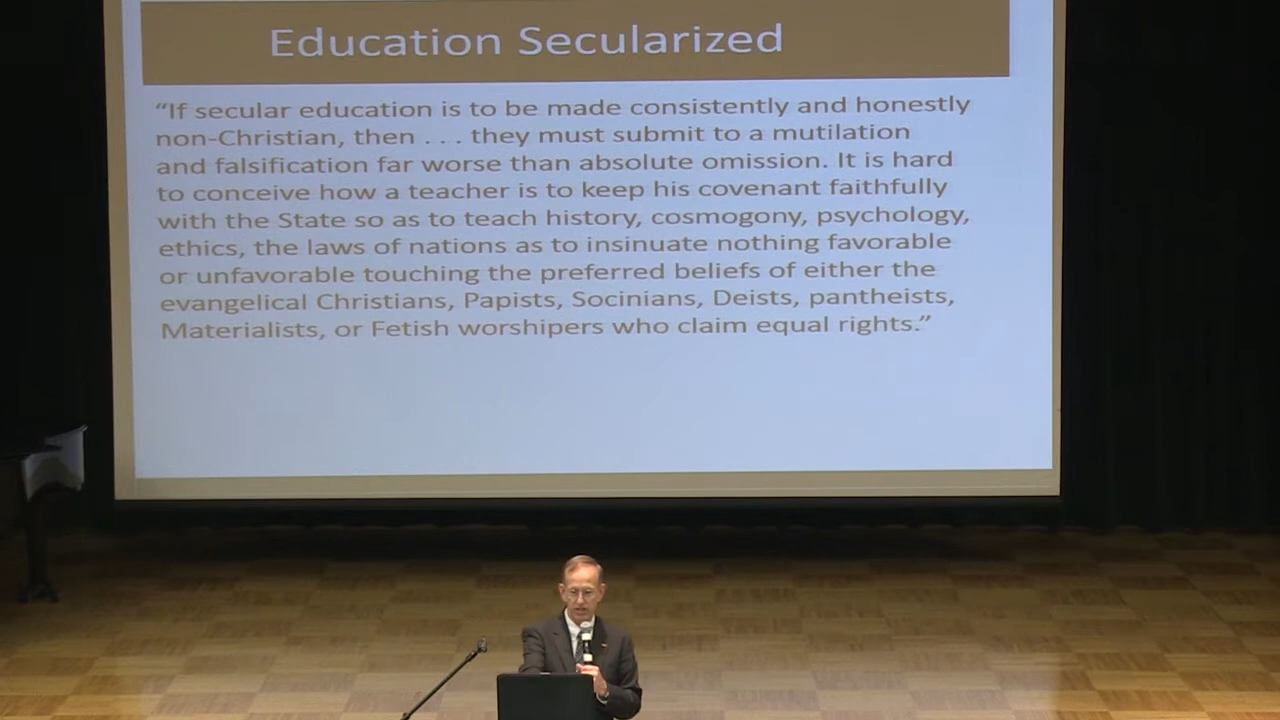 Education Secularized
“If secular education is to be made consistently and honestly
non-Christian, then . . . they must submit to a mutilation
and falsification far worse than absolute omission. It is hard
to conceive how a teacher is to keep his covenant faithfully
with the State so as to teach history, cosmogony, psychology,
ethics, the laws of nations as to insinuate nothing favorable
or unfavorable touching the preferred beliefs of either the
evangelical Christians, Papists, Socinians, Deists, pantheists,
Materialists, or Fetish worshipers who claim equal rights.”